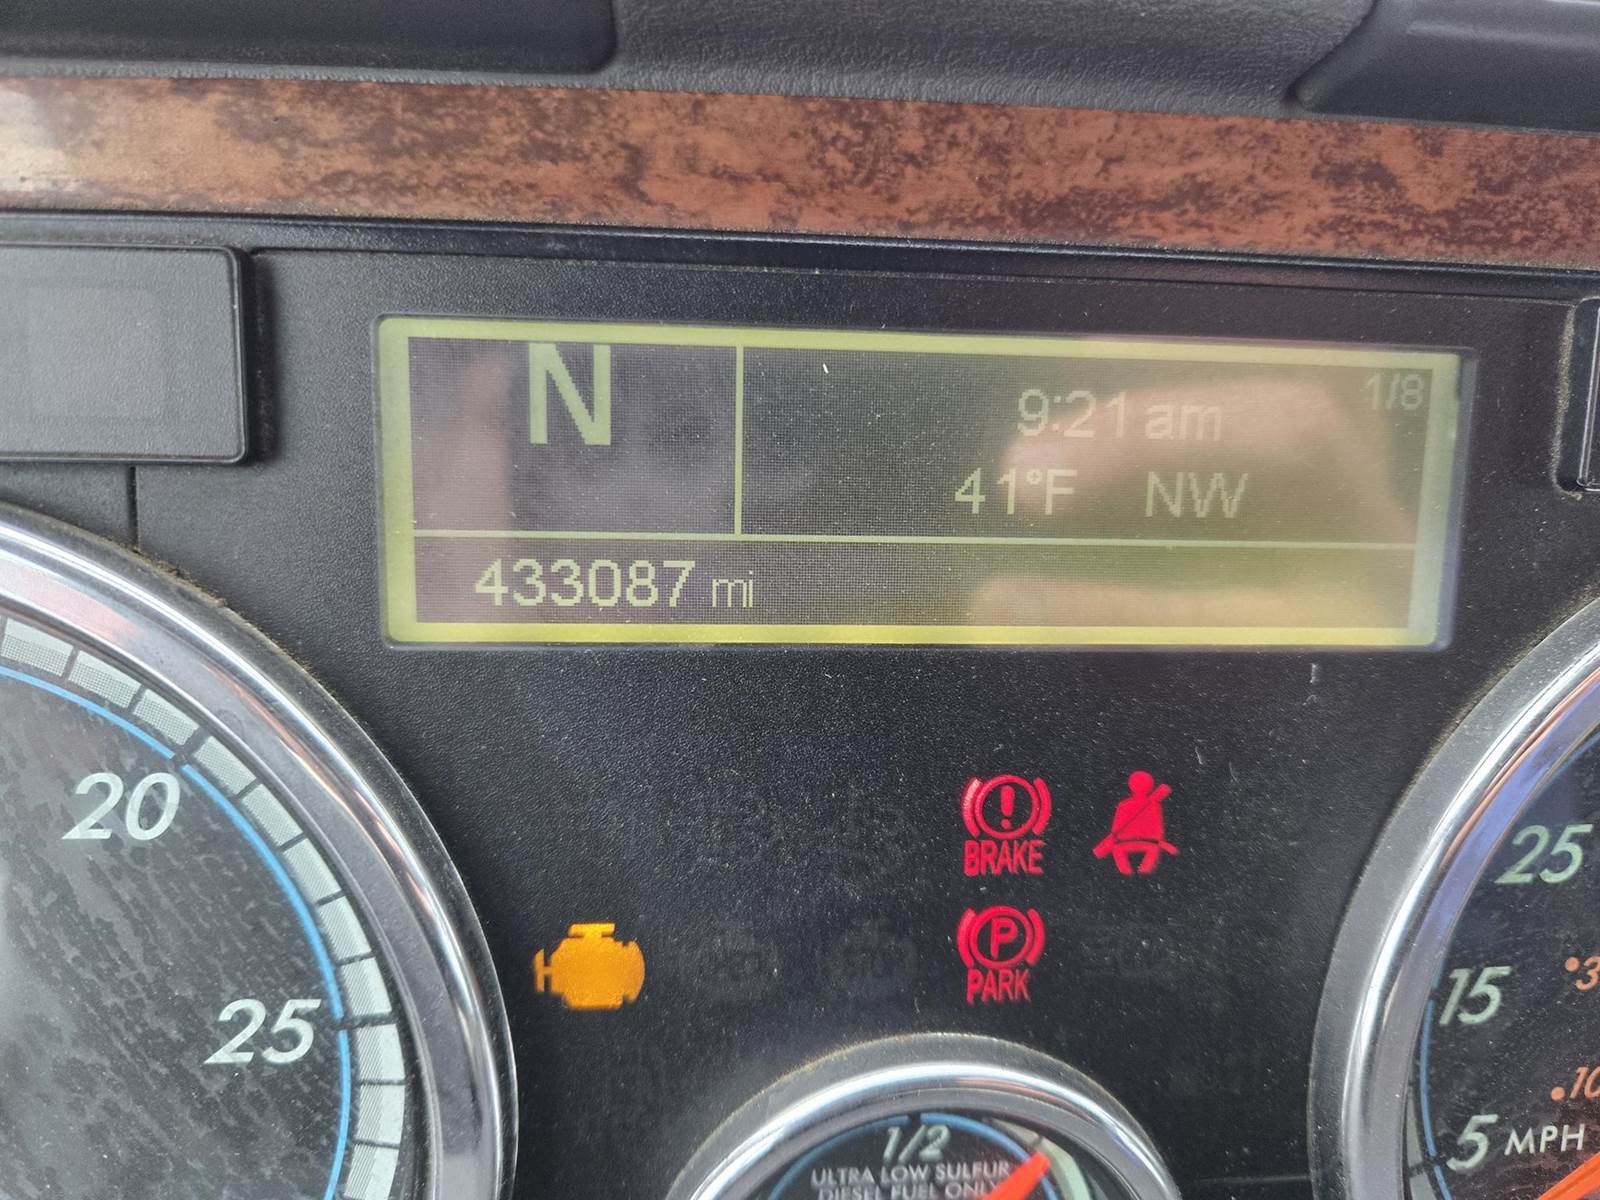 N
1/8
9:21 am
41°F NW
433087 mi
20
25
BRAKE
P
PARK
25
15
5 MPH
1/2
ULTRA LOW SULFUR
DIESEL FUEL ONLY